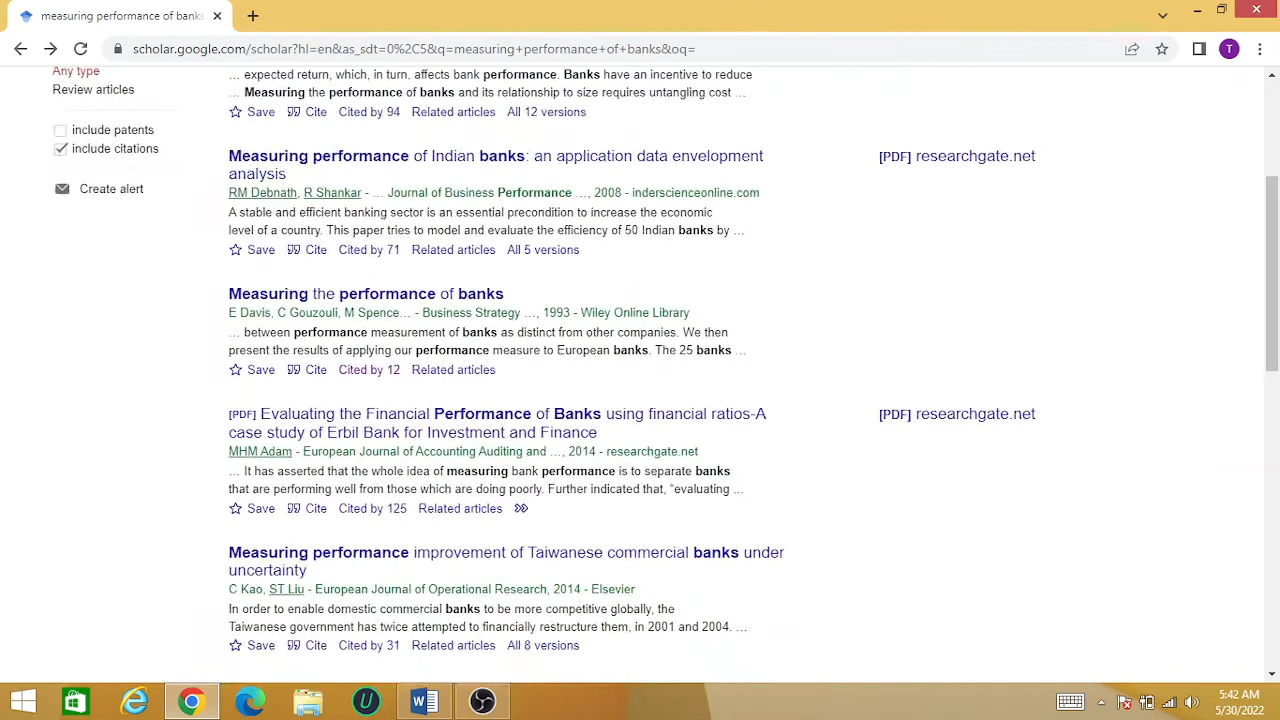 measuring performance of banks
scholar.google.com/scholar?hl=en&as_sdt=0%2C5&q=measuring+performance+of+banks&oq=
T
Any type
Review articles
include patents
include citations
Create alert
… expected return, which, in turn, affects bank performance. Banks have an incentive to reduce
… Measuring the performance of banks and its relationship to size requires untangling cost …
Save Cite Cited by 94 Related articles All 12 versions
Measuring performance of Indian banks: an application data envelopment
analysis
[PDF] researchgate.net
RM Debnath, R Shankar - … Journal of Business Performance …, 2008 - inderscienceonline.com
A stable and efficient banking sector is an essential precondition to increase the economic
level of a country. This paper tries to model and evaluate the efficiency of 50 Indian banks by …
Save Cite Cited by 71 Related articles All 5 versions
Measuring the performance of banks
E Davis, C Gouzouli, M Spence… - Business Strategy …, 1993 - Wiley Online Library
… between performance measurement of banks as distinct from other companies. We then
present the results of applying our performance measure to European banks. The 25 banks …
Save Cite Cited by 12 Related articles
[PDF] Evaluating the Financial Performance of Banks using financial ratios-A
case study of Erbil Bank for Investment and Finance
[PDF] researchgate.net
MHM Adam - European Journal of Accounting Auditing and …, 2014 - researchgate.net
… It has asserted that the whole idea of measuring bank performance is to separate banks
that are performing well from those which are doing poorly. Further indicated that, "evaluating …
Save Cite Cited by 125 Related articles
Measuring performance improvement of Taiwanese commercial banks under
uncertainty
C Kao, ST Liu - European Journal of Operational Research, 2014 - Elsevier
In order to enable domestic commercial banks to be more competitive globally, the
Taiwanese government has twice attempted to financially restructure them, in 2001 and 2004. …
Save Cite Cited by 31 Related articles All 8 versions
5:42 AM
5/30/2022